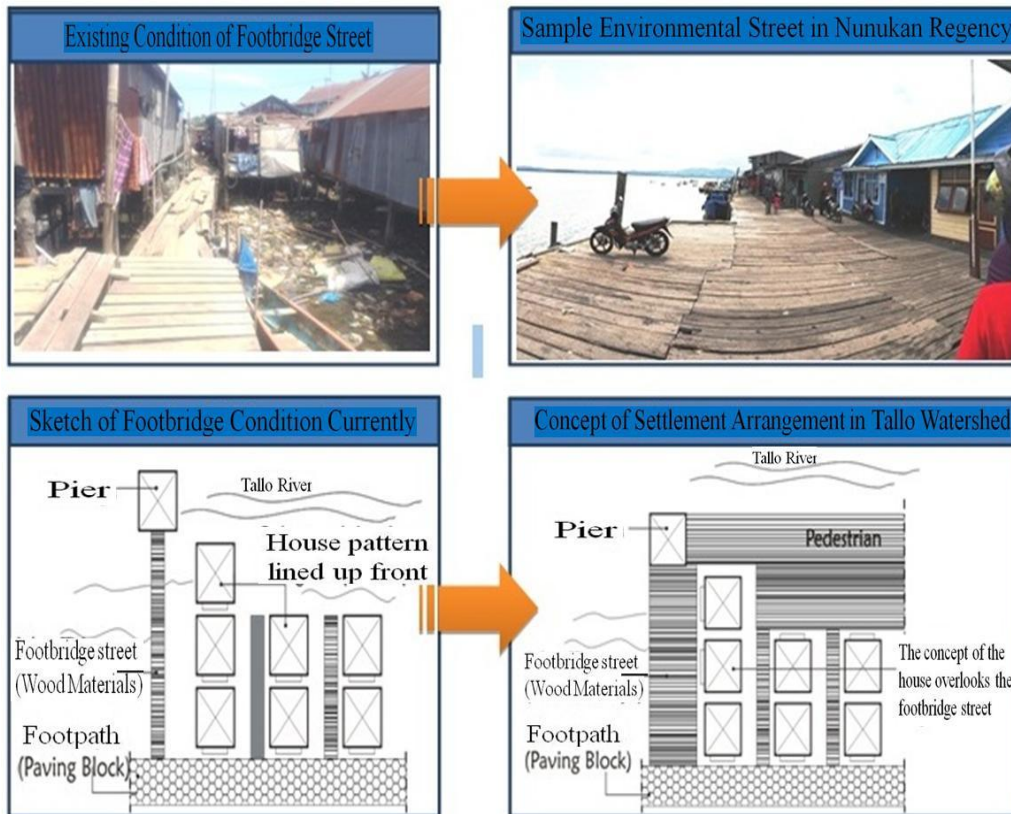 Existing Condition of Footbridge Street
Sample Environmental Street in Nunukan Regency
Sketch of Footbridge Condition Currently
Pier
Tallo River
House pattern
lined up front
Footbridge street
(Wood Materials)
Footpath
(Paving Block)
Concept of Settlement Arrangement in Tallo Watershed
Tallo River
Pier
Pedestrian
Footbridge street
(Wood Materials)
The concept of the
house overlooks the
footbridge street
Footpath
(Paving Block)